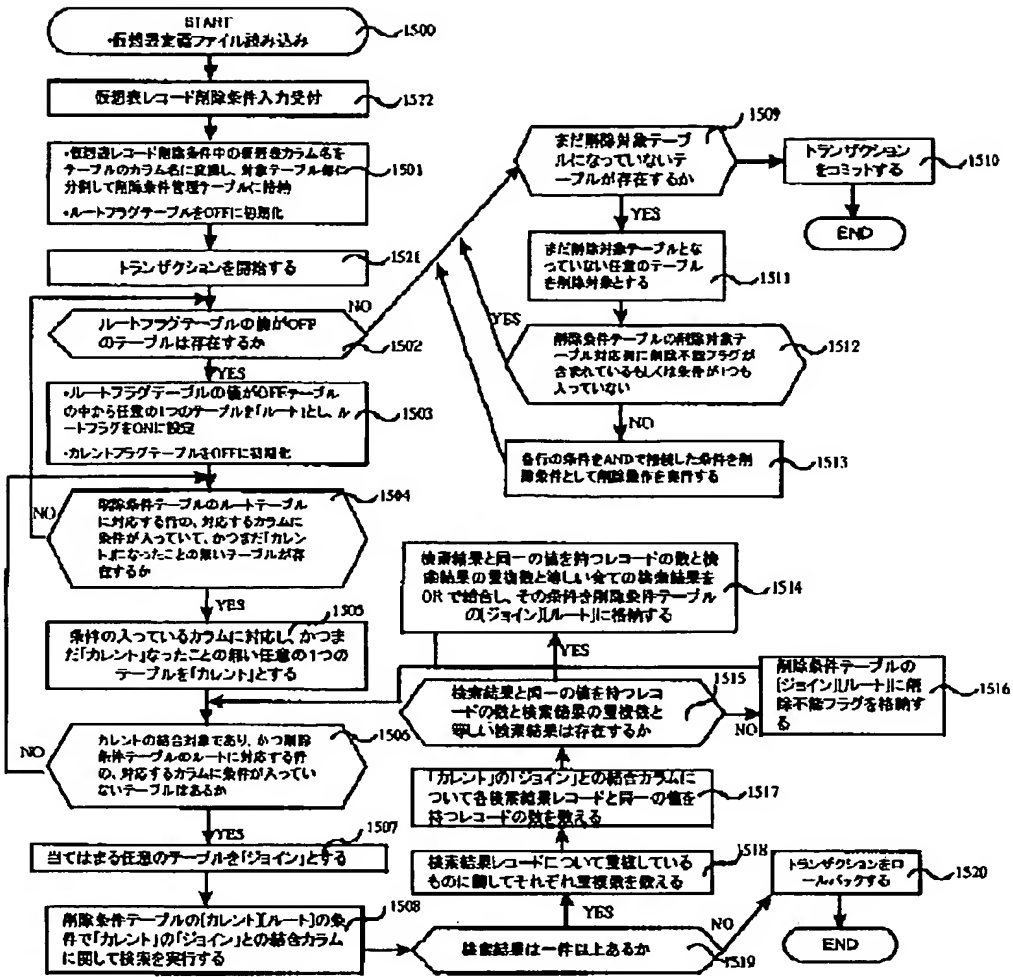 START
・仮想表定義ファイル読み込み
1500
仮想表レコード削除条件入力受付
1522
・仮想表レコード削除条件中の仮想表カラム名を
テーブルのカラム名に変換し、対象テーブル毎に
分割して削除条件管理テーブルに格納
・ルートフラグテーブルをOFFに初期化
1501
トランザクションを開始する
1521
ルートフラグテーブルの値がOFF
のテーブルは存在するか
1502
NO
YES
・ルートフラグテーブルの値がOFFテーブル
の中から任意の1つのテーブルを「ルート」とし、ル
ートフラグをONに設定
・カレントフラグテーブルをOFFに初期化
1503
削除条件テーブルのルートテーブル
に対応する行の、対応するカラムに
条件が入っていて、かつまだ「カレン
ト」になったことの無いテーブルが存
在するか
1504
NO
YES
条件の入っているカラムに対応し、かつま
だ「カレント」なったことの無い任意の1つの
テーブルを「カレント」とする
1505
カレントの結合対象であり、かつ削除
条件テーブルのルートに対応する行
の、対応するカラムに条件が入ってい
ないテーブルはあるか
1506
NO
YES
当てはまる任意のテーブルを「ジョイン」とする
1507
削除条件テーブルの[カレント][ルート]の条
件で「カレント」の「ジョイン」との結合カラム
に関して検索を実行する
1508
まだ削除対象テーブ
ルになっていないテ
ーブルが存在するか
1509
トランザクション
をコミットする
1510
END
YES
まだ削除対象テーブルとな
っていない任意のテーブル
を削除対象とする
1511
YES
削除条件テーブルの削除対象テ
ーブル対応列に削除不能フラグが
含まれているもしくは条件が1つも
入っていない
1512
NO
各行の条件をANDで接続した条件を削
除条件として削除操作を実行する
1513
検索結果と同一の値を持つレコードの数と検
索結果の重複数と等しい全ての検索結果を
ORで結合し、その条件を削除条件テーブル
の[ジョイン][ルート]に格納する
1514
YES
検索結果と同一の値を持つレコ
ードの数と検索結果の重複数と
等しい検索結果は存在するか
1515
NO
削除条件テーブルの
[ジョイン][ルート]に削
除不能フラグを格納す
る
1516
「カレント」の「ジョイン」との結合カラムに
ついて各検索結果レコードと同一の値を
持つレコードの数を数える
1517
検索結果レコードについて重複している
ものに関してそれぞれ重複数を数える
1518
YES
検索結果は一件以上あるか
1519
NO
トランザクションをロ
ールバックする
1520
END